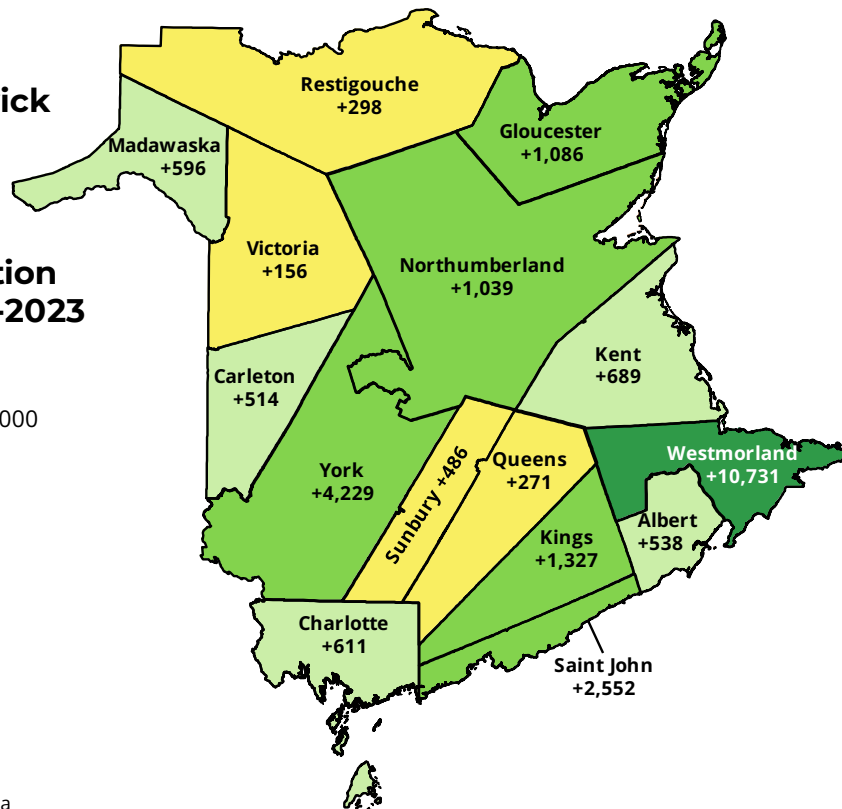 ick
Restigouche
+298
Gloucester
+1,086
Madawaska
+596
tion
-2023
Victoria
+156
Northumberland
+1,039
Kent
+689
Carleton
+514
000
York
+4,229
Sunbury +486
Queens
+271
Westmorland
+10,731
Kings
+1,327
Albert
+538
Charlotte
+611
Saint John
+2,552
a